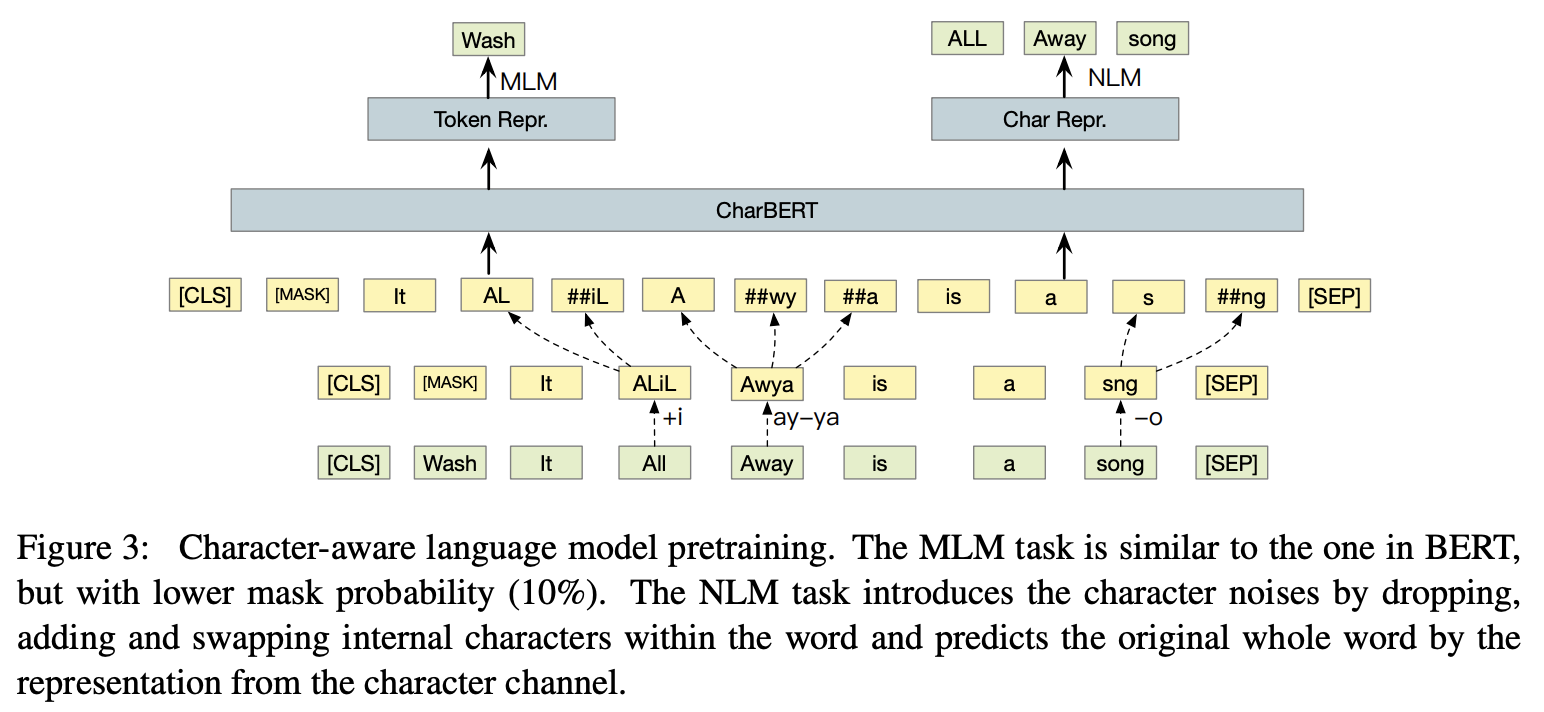 Wash ALL Away song
MLM NLM
Token Repr. Char Repr.
CharBERT
[CLS] [MASK] It AL ##iL A ##wy ##a is a s ##ng [SEP]
[CLS] [MASK] It ALiL Awya is a sng [SEP]
+i ay–ya –o
[CLS] Wash It All Away is a song [SEP]
Figure 3: Character-aware language model pretraining. The MLM task is similar to the one in BERT,
but with lower mask probability (10%). The NLM task introduces the character noises by dropping,
adding and swapping internal characters within the word and predicts the original whole word by the
representation from the character channel.